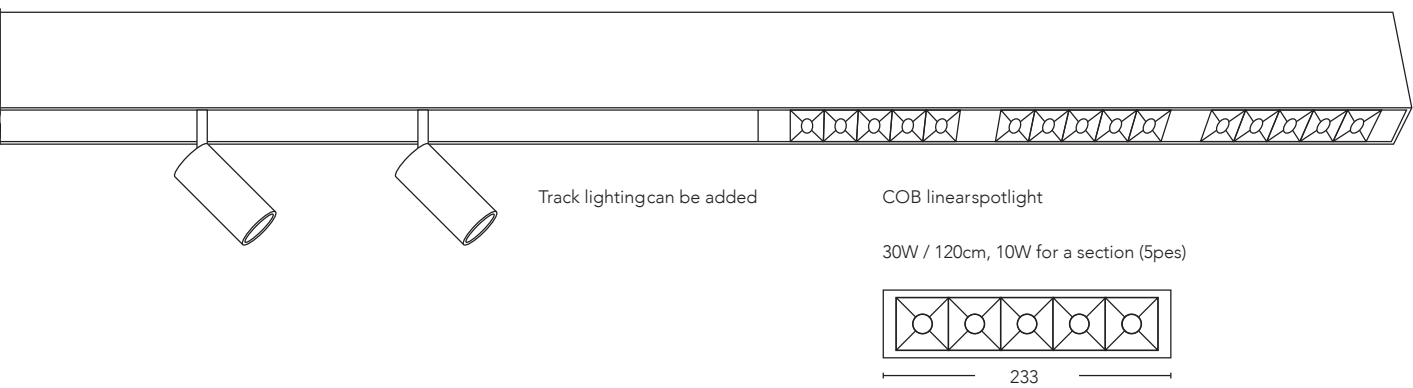 Track lightingcan be added
COB linearspotlight
30W / 120cm, 10W for a section (5pes)
233